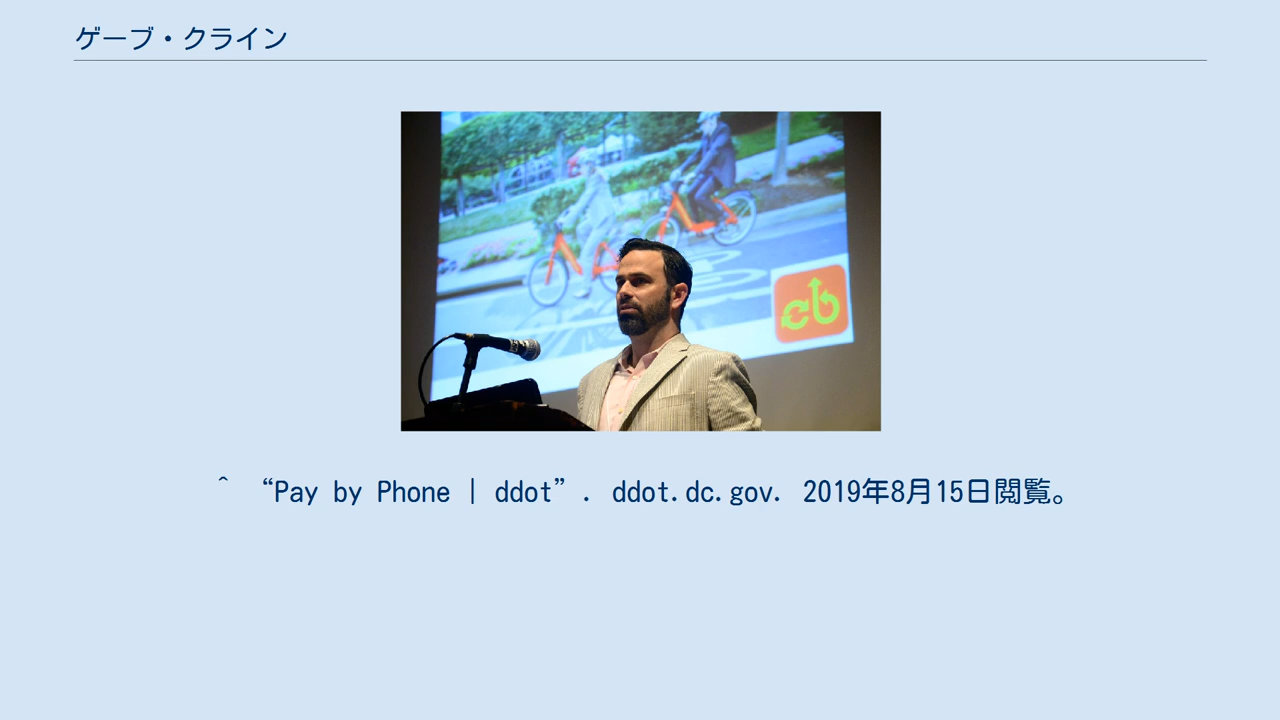 ゲーブ・クライン
cb
^ “Pay by Phone | ddot”. ddot.dc.gov. 2019年8月15日閲覧。